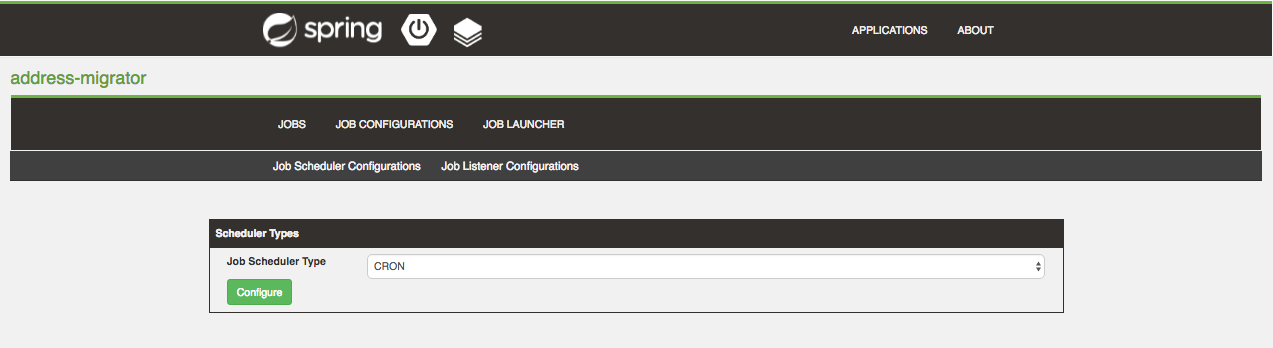 spring
APPLICATIONS ABOUT
address-migrator
JOBS JOB CONFIGURATIONS JOB LAUNCHER
Job Scheduler Configurations Job Listener Configurations
Scheduler Types
Job Scheduler Type CRON
Configure